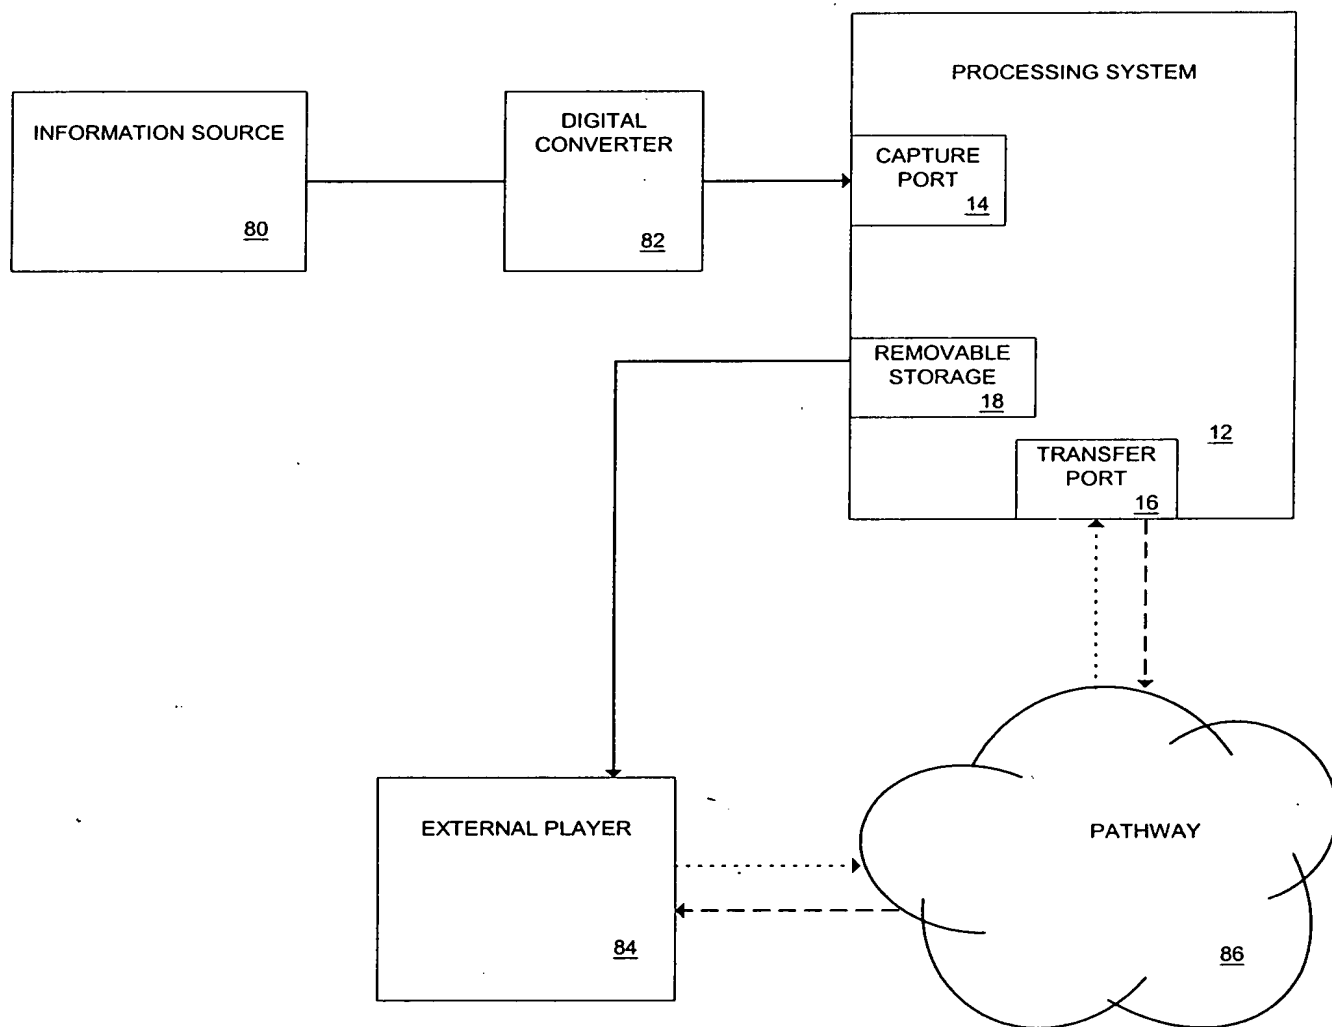 PROCESSING SYSTEM
INFORMATION SOURCE
80
DIGITAL
CONVERTER
82
CAPTURE
PORT
14
REMOVABLE
STORAGE
18
12
TRANSFER
PORT
16
EXTERNAL PLAYER
84
PATHWAY
86